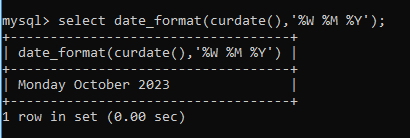 mysql> select date_format(curdate(),'%W %M %Y');
+-----------------------------------+
| date_format(curdate(),'%W %M %Y') |
+-----------------------------------+
| Monday October 2023               |
+-----------------------------------+
1 row in set (0.00 sec)